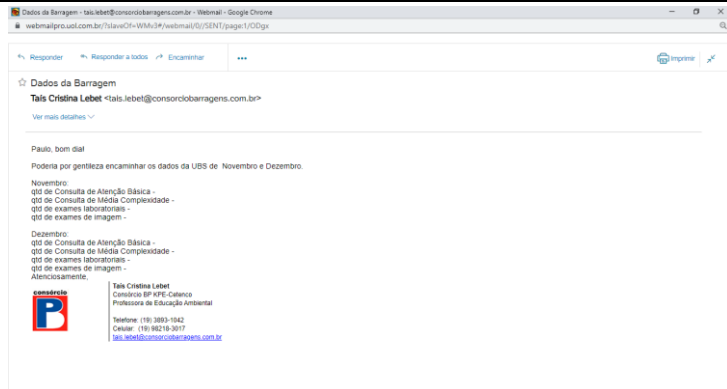 Dados da Barragem - tais.lebet@consorciobarragens.com.br - Webmail - Google Chrome
webmailpro.uol.com.br/?slaveOf=WMv3#/webmail/0//SENT/page:1/ODgx
Responder Responder a todos Encaminhar ... Imprimir
Dados da Barragem
Taís Cristina Lebet <tais.lebet@consorciobarragens.com.br>
Ver mais detalhes
Paulo, bom dia!
Poderia por gentileza encaminhar os dados da UBS de Novembro e Dezembro.
Novembro:
qtd de Consulta de Atenção Básica -
qtd de Consulta de Média Complexidade -
qtd de exames laboratoriais -
qtd de exames de imagem -
Dezembro:
qtd de Consulta de Atenção Básica -
qtd de Consulta de Média Complexidade -
qtd de exames laboratoriais -
qtd de exames de imagem -
Atenciosamente,
consórcio
BP
Taís Cristina Lebet
Consórcio BP KPE-Cetenco
Professora de Educação Ambiental
Telefone: (19) 3893-1042
Celular: (19) 98218-3017
tais.lebet@consorciobarragens.com.br